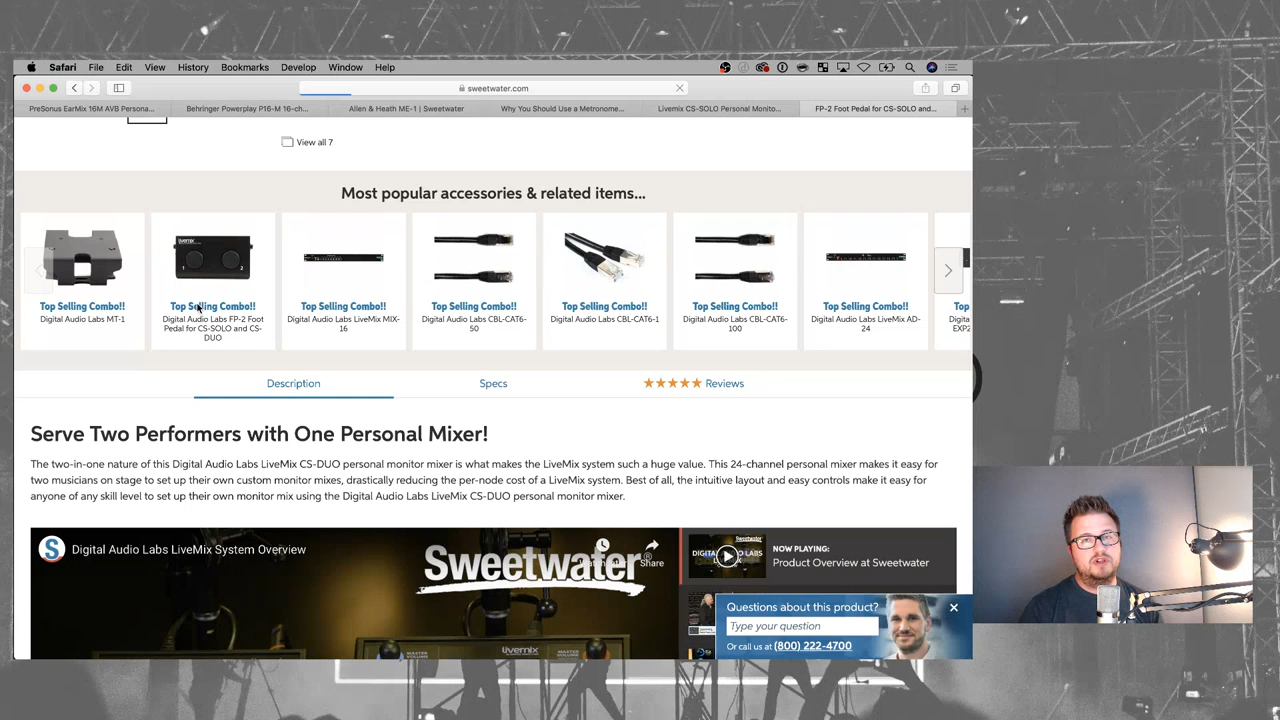 Safari File Edit View History Bookmarks Develop Window Help
sweetwater.com
PreSonus EarMix 16M AVB Persona... Behringer Powerplay P16-M 16-ch... Allen & Heath ME-1 | Sweetwater Why You Should Use a Metronome... Livemix CS-SOLO Personal Monito... FP-2 Foot Pedal for CS-SOLO and...
View all 7
Most popular accessories & related items...
Top Selling Combo!!
Digital Audio Labs MT-1
livemix
1 2
Top Selling Combo!!
Digital Audio Labs FP-2 Foot
Pedal for CS-SOLO and CS-
DUO
Top Selling Combo!!
Digital Audio Labs LiveMix MIX-
16
Top Selling Combo!!
Digital Audio Labs CBL-CAT6-
50
Top Selling Combo!!
Digital Audio Labs CBL-CAT6-1
Top Selling Combo!!
Digital Audio Labs CBL-CAT6-
100
Top Selling Combo!!
Digital Audio Labs LiveMix AD-
24
Top
Digita
EXP2
Description Specs Reviews
Serve Two Performers with One Personal Mixer!
The two-in-one nature of this Digital Audio Labs LiveMix CS-DUO personal monitor mixer is what makes the LiveMix system such a huge value. This 24-channel personal mixer makes it easy for
two musicians on stage to set up their own custom monitor mixes, drastically reducing the per-node cost of a LiveMix system. Best of all, the intuitive layout and easy controls make it easy for
anyone of any skill level to set up their own monitor mix using the Digital Audio Labs LiveMix CS-DUO personal monitor mixer.
S Digital Audio Labs LiveMix System Overview
Sweetwater®
Share
livemix
MASTER
VOLUME
NOW PLAYING:
Product Overview at Sweetwater
Questions about this product?
Type your question
Or call us at (800) 222-4700